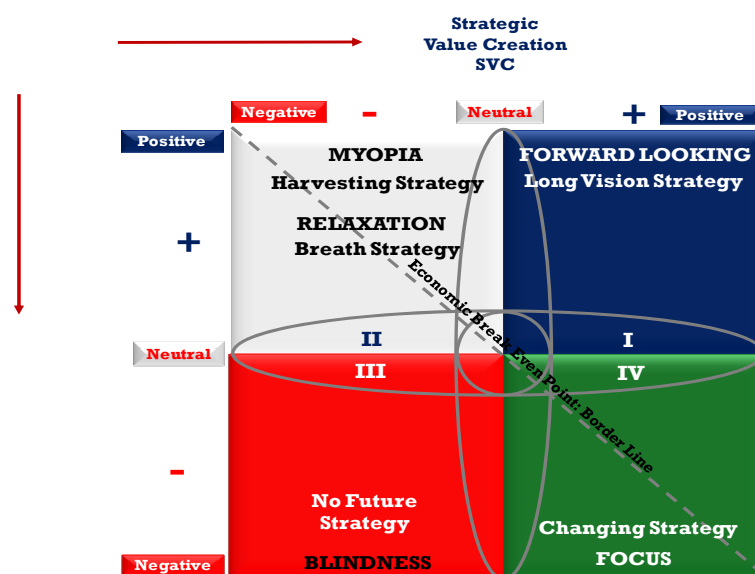 Strategic
Value Creation
SVC
Negative
-
Neutral
+
Positive
Positive
MYOPIA
Harvesting Strategy
RELAXATION
Breath Strategy
FORWARD LOOKING
Long Vision Strategy
+
Economic Break Even Point: Border Line
II
I
Neutral
III
IV
-
No Future
Strategy
BLINDNESS
Changing Strategy
FOCUS
Negative